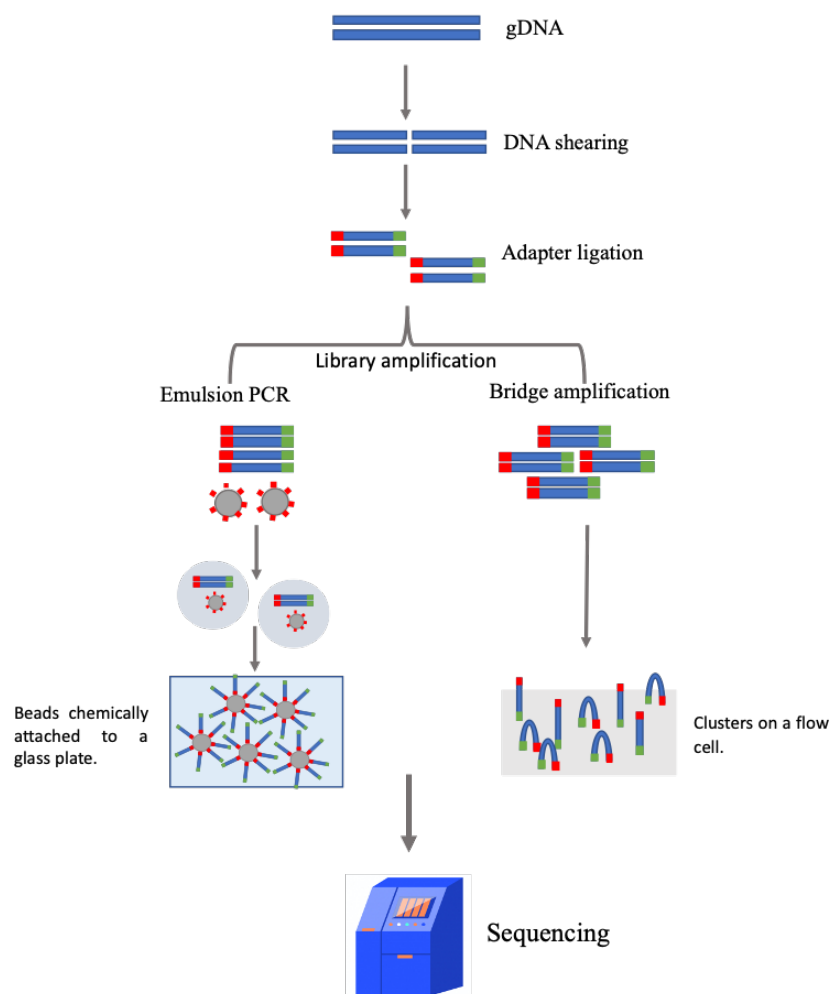 gDNA
DNA shearing
Adapter ligation
Library amplification
Emulsion PCR
Bridge amplification
Beads chemically
attached to a
glass plate.
Clusters on a flow
cell.
Sequencing